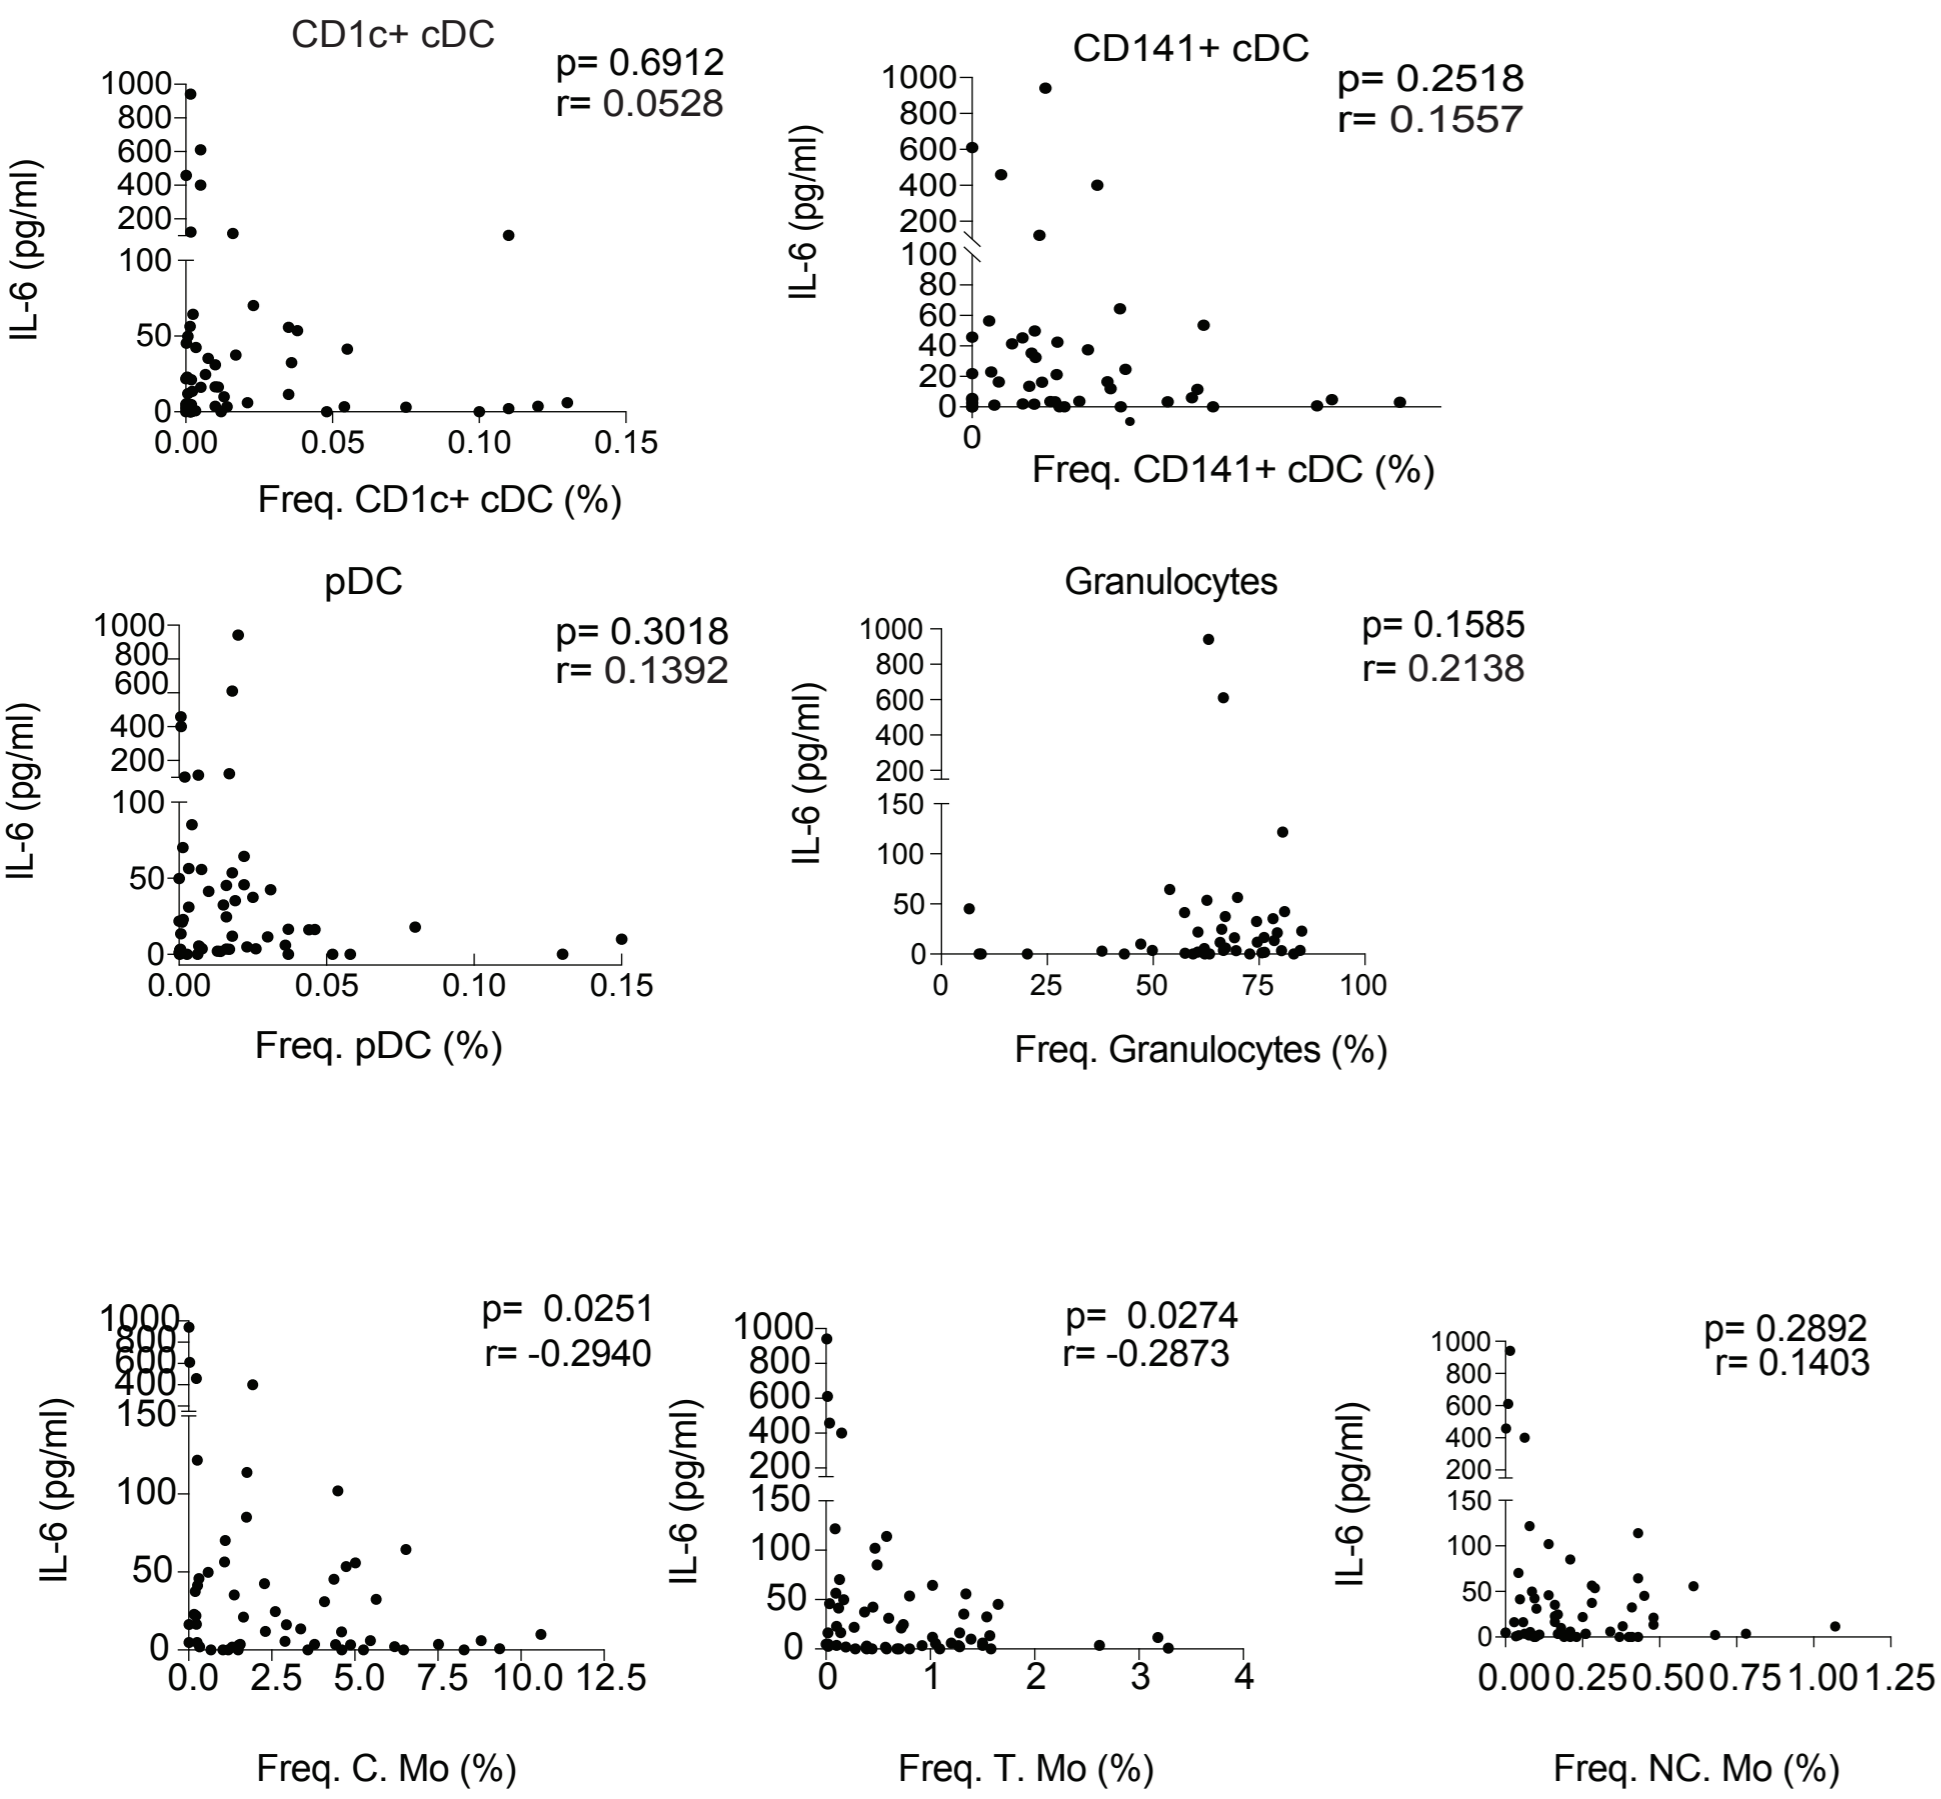 CD1c+ cDC
p= 0.6912
r= 0.0528
1000
800
600
400
200
100
50
0
IL-6 (pg/ml)
0.00 0.05 0.10 0.15
Freq. CD1c+ cDC (%)
CD141+ cDC
p= 0.2518
r= 0.1557
1000
800
600
400
200
100
80
60
40
20
0
IL-6 (pg/ml)
0
Freq. CD141+ cDC (%)
pDC
p= 0.3018
r= 0.1392
1000
800
600
400
200
100
50
0
IL-6 (pg/ml)
0.00 0.05 0.10 0.15
Freq. pDC (%)
Granulocytes
p= 0.1585
r= 0.2138
1000
800
600
400
200
150
100
50
0
IL-6 (pg/ml)
0 25 50 75 100
Freq. Granulocytes (%)
p= 0.0251
r= -0.2940
1000
800
600
400
150
150
100
50
0
IL-6 (pg/ml)
0.0 2.5 5.0 7.5 10.0 12.5
Freq. C. Mo (%)
p= 0.0274
r= -0.2873
1000
800
600
400
200
150
100
50
0
IL-6 (pg/ml)
0 1 2 3 4
Freq. T. Mo (%)
p= 0.2892
r= 0.1403
1000
800
600
400
200
150
100
50
0
IL-6 (pg/ml)
0.00 0.25 0.50 0.75 1.00 1.25
Freq. NC. Mo (%)